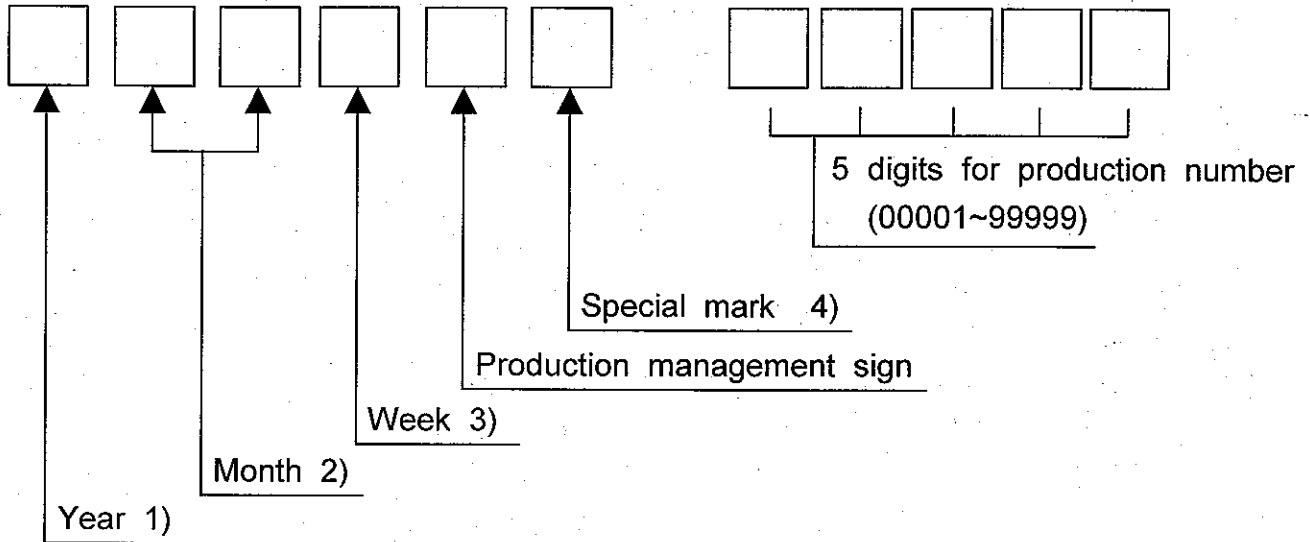 5 digits for production number
(00001~99999)
Special mark 4)
Production management sign
Week 3)
Month 2)
Year 1)